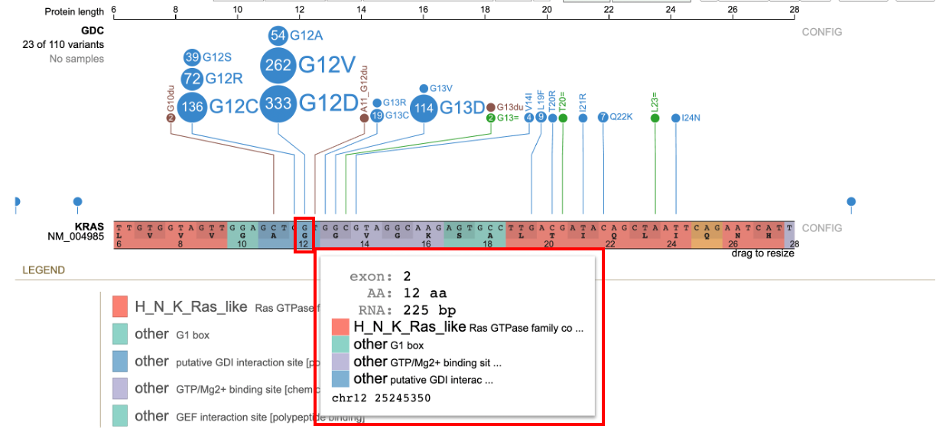 Protein length
6 8 10 12 14 16 18 20 22 24 26 28
GDC
CONFIG
23 of 110 variants
No samples
54 G12A
39 G12S
262 G12V
72 G12R
136 G12C
333 G12D
2 G10du
A11_G12du
G13R
19 G13C
G13V
114 G13D
G13du
2 G13=
4 V14I
9 L19F
T20R
T20=
I21R
7 Q22K
L23=
I24N
KRAS
NM_004985
T T G T G G T A G T T G G A G C T G G T G G C G T A G G C A A G A G T G C C T T G A C G A T A C A G C T A A T T C A G A A T C A T T
L V V V G A G G V G K S A L T I Q L I Q N H
6 8 10 12 14 16 18 20 22 24 26 28
CONFIG
drag to resize
LEGEND
H_N_K_Ras_like Ras GTPase f
other G1 box
other putative GDI interaction site [po
other GTP/Mg2+ binding site [chemic
other GEF interaction site [polypeptide binding]
exon: 2
AA: 12 aa
RNA: 225 bp
H_N_K_Ras_like Ras GTPase family co ...
other G1 box
other GTP/Mg2+ binding sit ...
other putative GDI interac ...
chr12 25245350